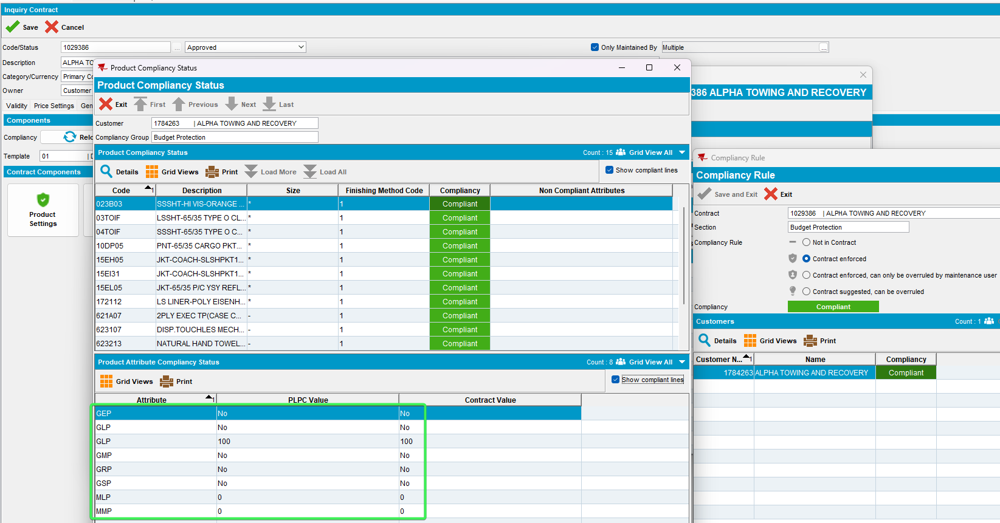 Inquiry Contract
Save Cancel
Code/Status 1029386 ... Approved Only Maintained By Multiple ...
Description ALPHA TO
Category/Currency Primary Co
Owner Customer
Validity Price Settings Gen
Components
Compliancy Relo
Template 01 | D
Contract Components
Product
Settings
Product Compliancy Status
Product Compliancy Status
Exit First Previous Next Last
Customer 1784263 | ALPHA TOWING AND RECOVERY
Compliancy Group Budget Protection
Product Compliancy Status Count : 15 Grid View All
Details Grid Views Print Load More Load All Show compliant lines
Code 1 Description Size Finishing Method Code Compliancy Non Compliant Attributes
023B03 SSSHT-HI VIS-ORANGE ... * 1 Compliant
03TOIF LSSHT-65/35 TYPE O CL... * 1 Compliant
04TOIF SSSHT-65/35 TYPE O C... * 1 Compliant
10DP05 PNT-65/35 CARGO PKT... * 1 Compliant
15EH05 JKT-COACH-SLSHPKT1... * 1 Compliant
15EI31 JKT-COACH-SLSHPKT1... * 1 Compliant
15EL05 JKT-65/35 P/C YSY REFL... * 1 Compliant
172112 LS LINER-POLY EISENH... * 1 Compliant
621A07 2PLY EXEC TP(CASE C... - 1 Compliant
623107 DISP.TOUCHLES MECH... - 1 Compliant
623213 NATURAL HAND TOWEL... - 1 Compliant
Product Attribute Compliancy Status Count : 8 Grid View All
Grid Views Print Show compliant lines
Attribute 1 PLPC Value Contract Value
GEP No No
GLP No No
GLP 100 100
GMP No No
GRP No No
GSP No No
MLP 0 0
MMP 0 0
386 ALPHA TOWING AND RECOVERY
Compliancy Rule
Compliancy Rule
Save and Exit Exit
Contract 1029386 | ALPHA TOWING AND RECOVERY
Section Budget Protection
Compliancy Rule Not in Contract
Contract enforced
Contract enforced, can only be overruled by maintenance user
Contract suggested, can be overruled
Compliancy Compliant
Customers Count : 1
Details Grid Views Print
Customer N... 1 Name Compliancy
1784263 ALPHA TOWING AND RECOVERY Compliant